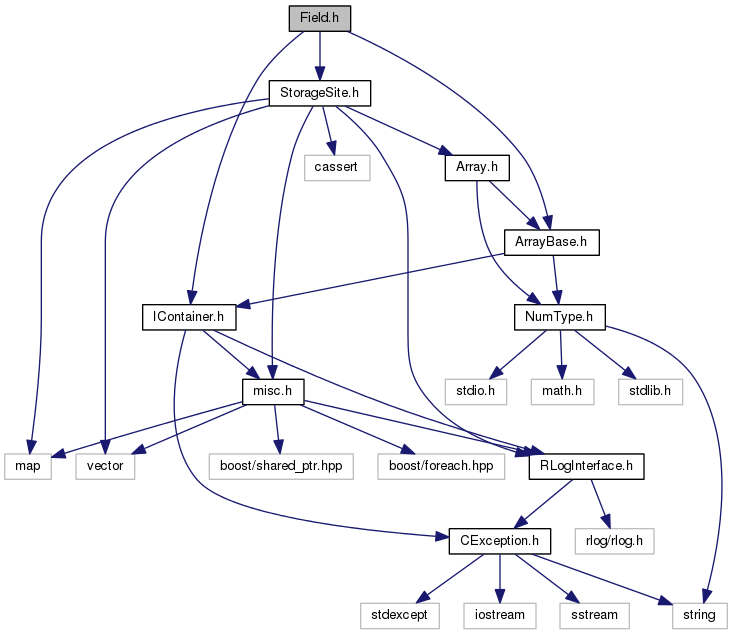 Field.h
StorageSite.h
cassert
Array.h
ArrayBase.h
IContainer.h
NumType.h
misc.h
stdio.h
math.h
stdlib.h
map
vector
boost/shared_ptr.hpp
boost/foreach.hpp
RLogInterface.h
CException.h
rlog/rlog.h
stdexcept
iostream
sstream
string